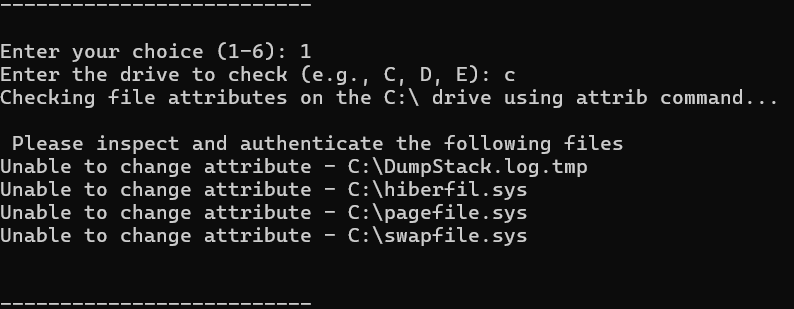 --------------------------
Enter your choice (1-6): 1
Enter the drive to check (e.g., C, D, E): c
Checking file attributes on the C:\ drive using attrib command...
Please inspect and authenticate the following files
Unable to change attribute - C:\DumpStack.log.tmp
Unable to change attribute - C:\hiberfil.sys
Unable to change attribute - C:\pagefile.sys
Unable to change attribute - C:\swapfile.sys
--------------------------